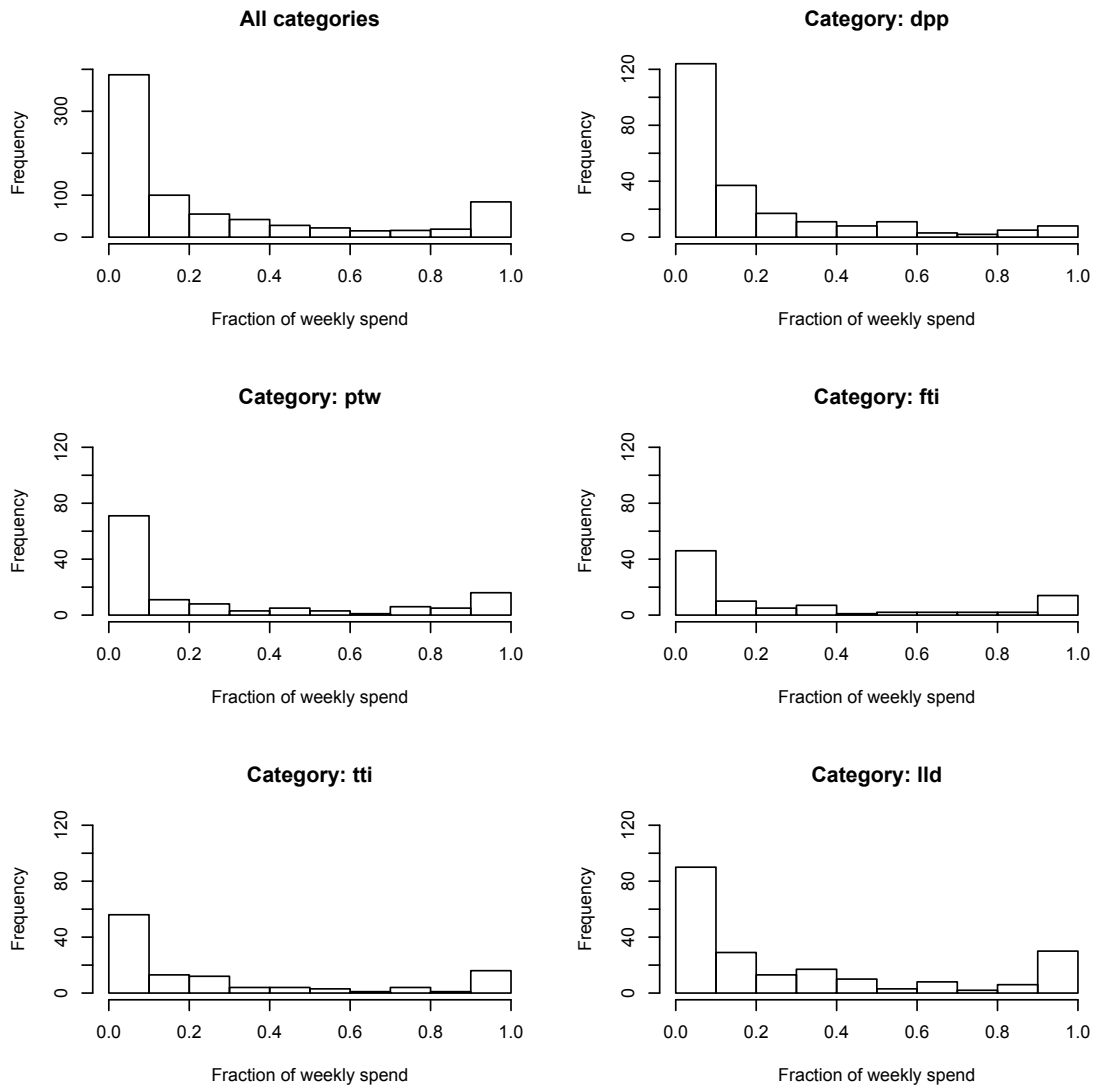 All categories
Frequency
0 100 300
0.0 0.2 0.4 0.6 0.8 1.0
Fraction of weekly spend
Category: dpp
Frequency
0 40 80 120
0.0 0.2 0.4 0.6 0.8 1.0
Fraction of weekly spend
Category: ptw
Frequency
0 40 80 120
0.0 0.2 0.4 0.6 0.8 1.0
Fraction of weekly spend
Category: fti
Frequency
0 40 80 120
0.0 0.2 0.4 0.6 0.8 1.0
Fraction of weekly spend
Category: tti
Frequency
0 40 80 120
0.0 0.2 0.4 0.6 0.8 1.0
Fraction of weekly spend
Category: lld
Frequency
0 40 80 120
0.0 0.2 0.4 0.6 0.8 1.0
Fraction of weekly spend